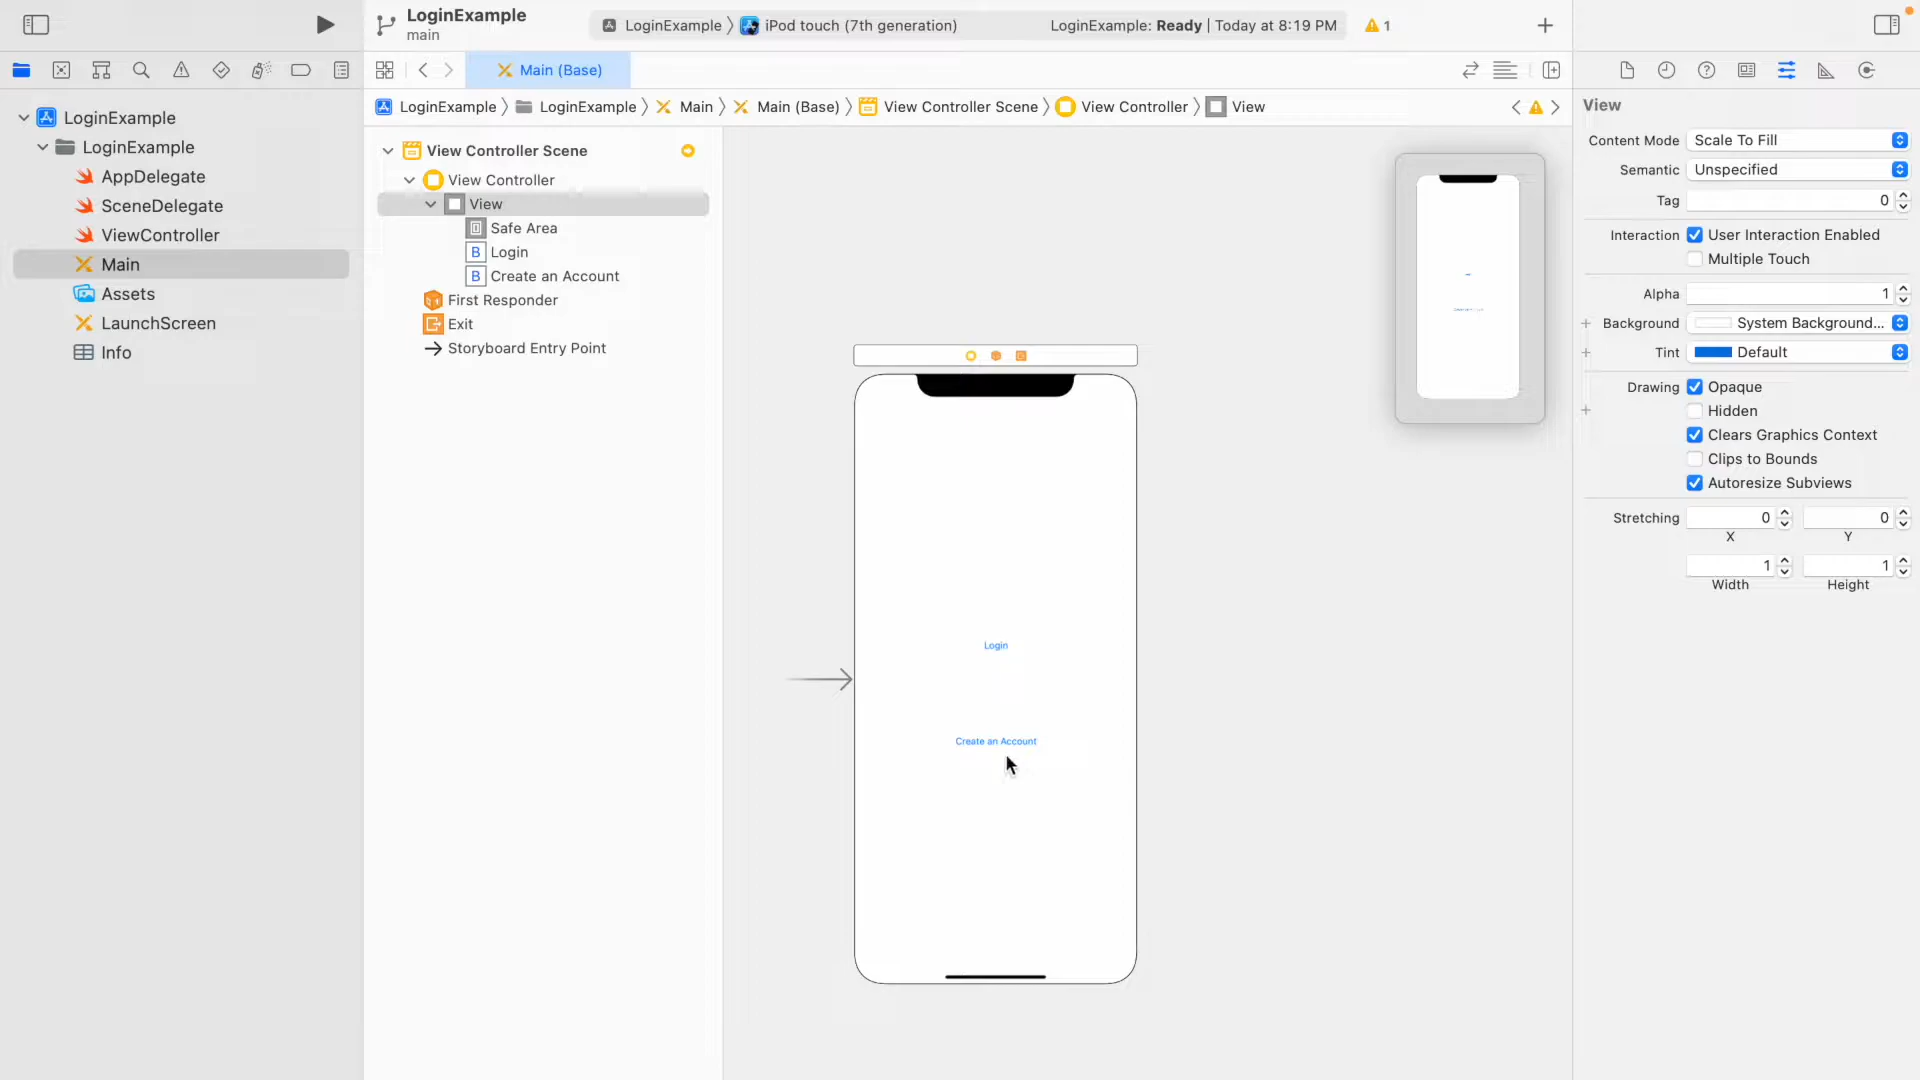 LoginExample
main
LoginExample 〉 iPod touch (7th generation)
LoginExample: Ready | Today at 8:19 PM
1
Main (Base)
LoginExample 〉 LoginExample 〉 Main 〉 Main (Base) 〉 View Controller Scene 〉 View Controller 〉 View
LoginExample
LoginExample
AppDelegate
SceneDelegate
ViewController
Main
Assets
LaunchScreen
Info
View Controller Scene
View Controller
View
Safe Area
B Login
B Create an Account
First Responder
Exit
Storyboard Entry Point
Login
Create an Account
View
Content Mode Scale To Fill
Semantic Unspecified
Tag 0
Interaction User Interaction Enabled
Multiple Touch
Alpha 1
Background System Background...
Tint Default
Drawing Opaque
Hidden
Clears Graphics Context
Clips to Bounds
Autoresize Subviews
Stretching 0 0
X Y
1 1
Width Height